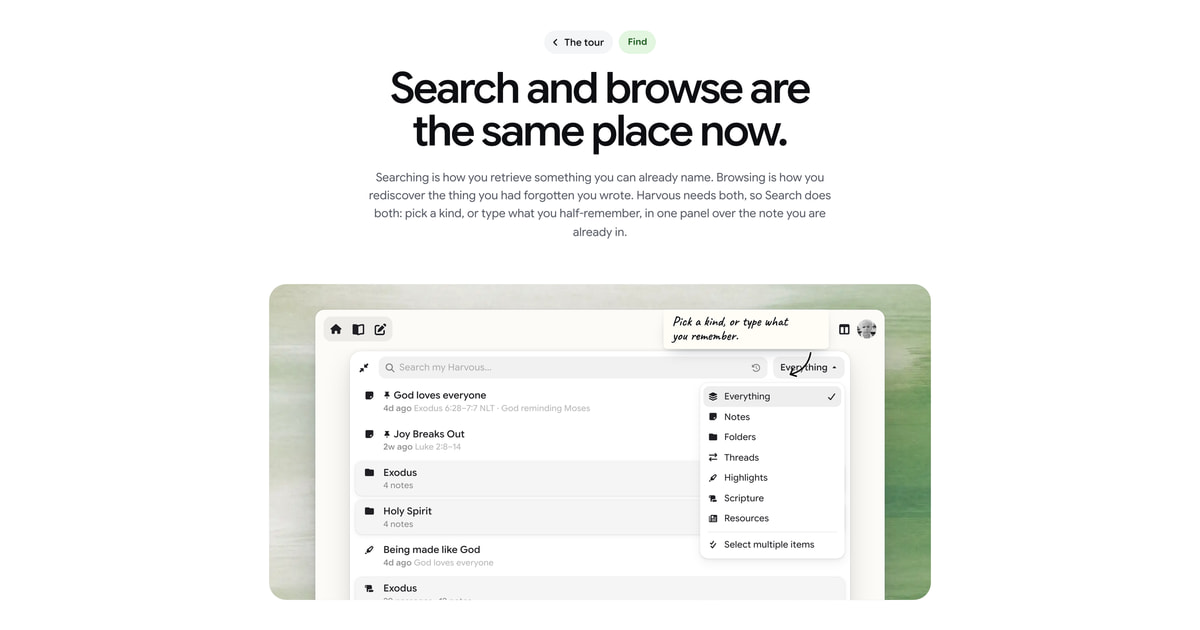 The tour
Find
Search and browse are
the same place now.
Searching is how you retrieve something you can already name. Browsing is how you
rediscover the thing you had forgotten you wrote. Harvous needs both, so Search does
both: pick a kind, or type what you half-remember, in one panel over the note you are
already in.
Pick a kind, or type what
you remember.
Search my Harvous...
Everything
God loves everyone
4d ago Exodus 6:28–7:7 NLT · God reminding Moses
Joy Breaks Out
2w ago Luke 2:8–14
Exodus
4 notes
Holy Spirit
4 notes
Being made like God
4d ago God loves everyone
Exodus
Everything
Notes
Folders
Threads
Highlights
Scripture
Resources
Select multiple items